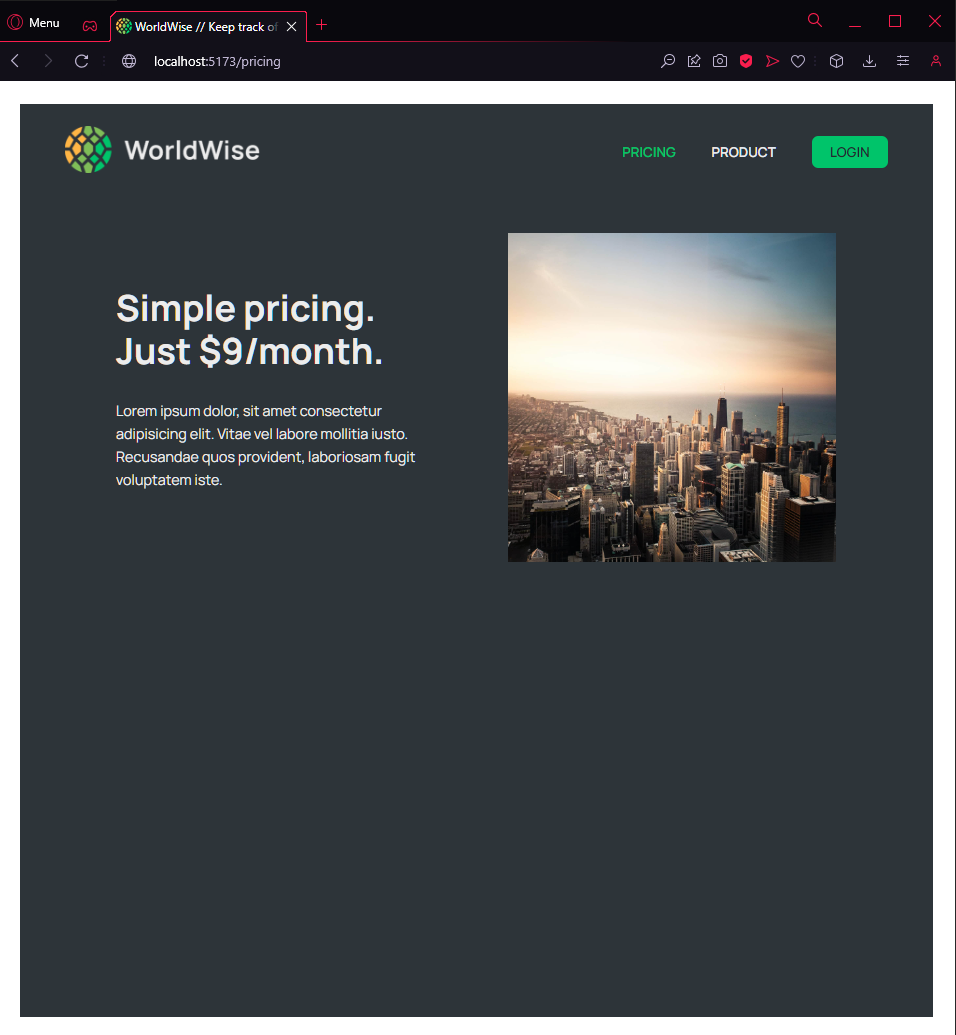 Menu
WorldWise // Keep track of
localhost:5173/pricing
WorldWise
PRICING
PRODUCT
LOGIN
Simple pricing.
Just $9/month.
Lorem ipsum dolor, sit amet consectetur
adipisicing elit. Vitae vel labore mollitia iusto.
Recusandae quos provident, laboriosam fugit
voluptatem iste.